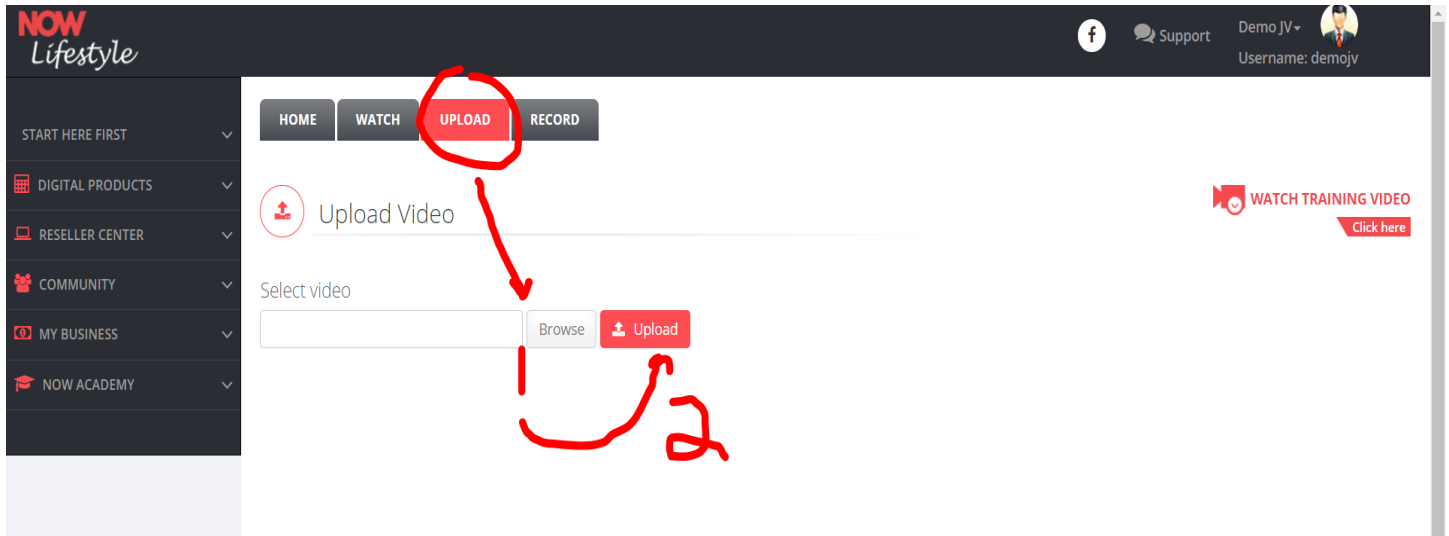 NOW
Lifestyle
f
Support
Demo JV
Username: demojv
START HERE FIRST
DIGITAL PRODUCTS
RESELLER CENTER
COMMUNITY
MY BUSINESS
NOW ACADEMY
HOME WATCH UPLOAD RECORD
Upload Video
WATCH TRAINING VIDEO
Click here
Select video
Browse Upload
1
2